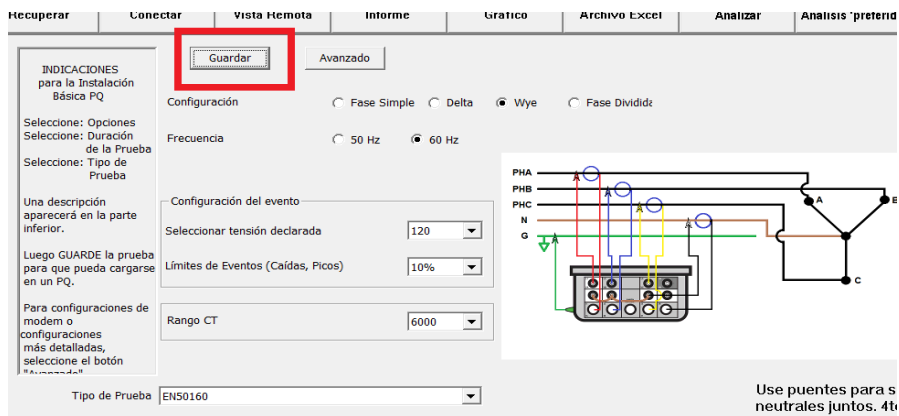 Recuperar Conectar Vista Remota Informe Gráfico Archivo Excel Analizar Análisis 'preferid
Guardar Avanzado
INDICACIONES
para la Instalación
Básica PQ
Seleccione: Opciones
Seleccione: Duración
de la Prueba
Seleccione: Tipo de
Prueba
Una descripción
aparecerá en la parte
inferior.
Luego GUARDE la prueba
para que pueda cargarse
en un PQ.
Para configuraciones de
modem o
configuraciones
más detalladas,
seleccione el botón
"Avanzado"
Configuración Fase Simple Delta Wye Fase Dividida
Frecuencia 50 Hz 60 Hz
Configuración del evento
Seleccionar tensión declarada 120
Límites de Eventos (Caídas, Picos) 10%
Rango CT 6000
Tipo de Prueba EN50160
PHA
PHB
PHC
N
G
A
B
C
Use puentes para s
neutrales juntos. 4to